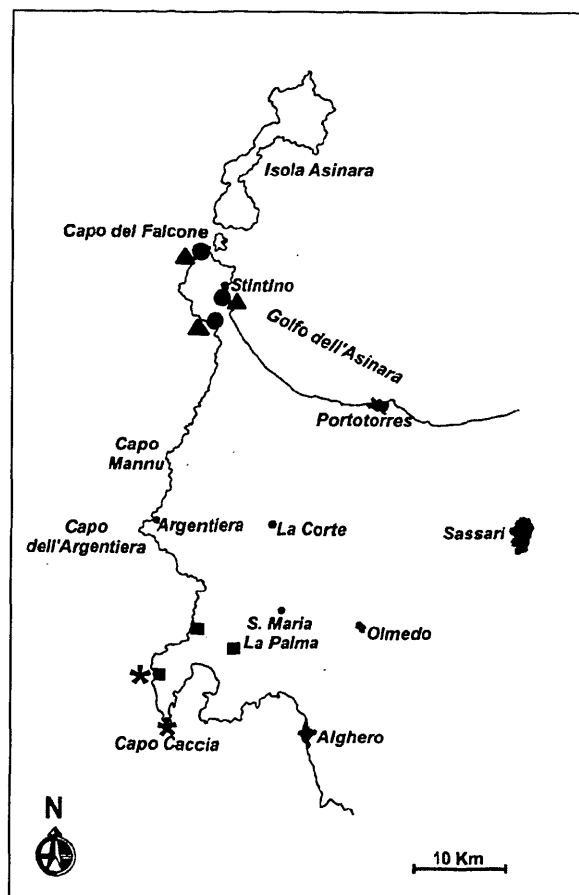 Isola Asinara
Capo del Falcone
Stintino
Golfo dell'Asinara
Portotorres
Capo
Mannu
Argentiera
Capo
dell'Argentiera
La Corte
Sassari
S. Maria
La Palma
Olmedo
Capo Caccia
Alghero
N
10 Km